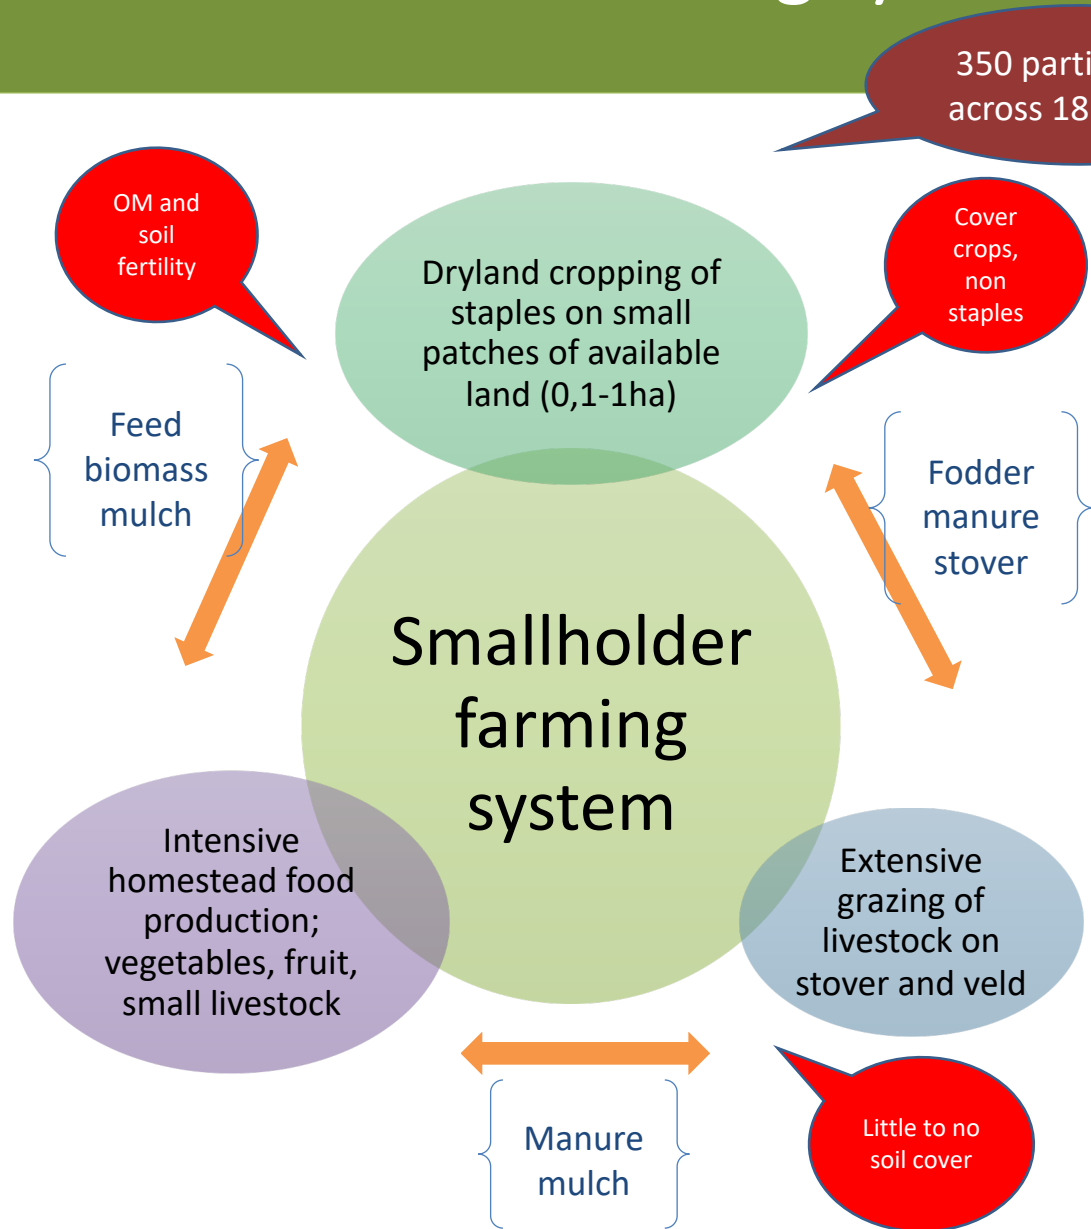 350 parti
across 18
OM and
soil
fertility
Cover
crops,
non
staples
Dryland cropping of
staples on small
patches of available
land (0,1-1ha)
Feed
biomass
mulch
Fodder
manure
stover
Smallholder
farming
system
Intensive
homestead food
production;
vegetables, fruit,
small livestock
Extensive
grazing of
livestock on
stover and veld
Manure
mulch
Little to no
soil cover